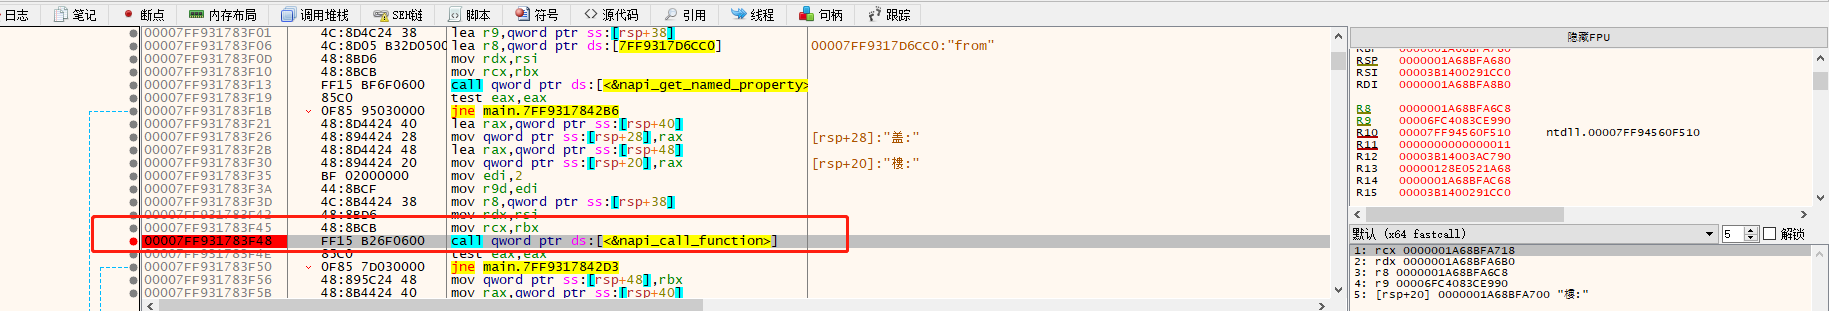 日志 笔记 断点 内存布局 调用堆栈 SEH链 脚本 符号 源代码 引用 线程 句柄 跟踪
00007FF931783F01 4C:8D4C24 38 lea r9,qword ptr ss:[rsp+38]
00007FF931783F06 4C:8D05 B32D0500 lea r8,qword ptr ds:[7FF9317D6CC0] 00007FF9317D6CC0:"from"
00007FF931783F0D 48:8BD6 mov rdx,rsi
00007FF931783F10 48:8BCB mov rcx,rbx
00007FF931783F13 FF15 BF6F0600 call qword ptr ds:[<&napi_get_named_property>
00007FF931783F19 85C0 test eax,eax
00007FF931783F1B 0F85 95030000 jne main.7FF9317842B6
00007FF931783F21 48:8D4424 40 lea rax,qword ptr ss:[rsp+40]
00007FF931783F26 48:894424 28 mov qword ptr ss:[rsp+28],rax [rsp+28]:"盖:"
00007FF931783F2B 48:8D4424 48 lea rax,qword ptr ss:[rsp+48]
00007FF931783F30 48:894424 20 mov qword ptr ss:[rsp+20],rax [rsp+20]:"樓:"
00007FF931783F35 BF 02000000 mov edi,2
00007FF931783F3A 44:8BCF mov r9d,edi
00007FF931783F3D 4C:8B4424 38 mov r8,qword ptr ss:[rsp+38]
00007FF931783F42 48:8BD6 mov rdx,rsi
00007FF931783F45 48:8BCB mov rcx,rbx
00007FF931783F48 FF15 B26F0600 call qword ptr ds:[<&napi_call_function>]
00007FF931783F4E 85C0 test eax,eax
00007FF931783F50 0F85 7D030000 jne main.7FF9317842D3
00007FF931783F56 48:895C24 48 mov qword ptr ss:[rsp+48],rbx
00007FF931783F5B 48:8B4424 40 mov rax,qword ptr ss:[rsp+40]
隐藏FPU
RBP 0000001A68BFA780
RSP 0000001A68BFA680
RSI 00003B1400291CC0
RDI 0000001A68BFA8B0
R8 0000001A68BFA6C8
R9 00006FC4083CE990
R10 00007FF94560F510 ntdll.00007FF94560F510
R11 0000000000000011
R12 00003B14003AC790
R13 00000128E0521A68
R14 0000001A68BFAC68
R15 00003B1400291CC0
默认 (x64 fastcall) 5 解锁
1: rcx 0000001A68BFA718
2: rdx 0000001A68BFA6B0
3: r8 0000001A68BFA6C8
4: r9 00006FC4083CE990
5: [rsp+20] 0000001A68BFA700 "樓:"